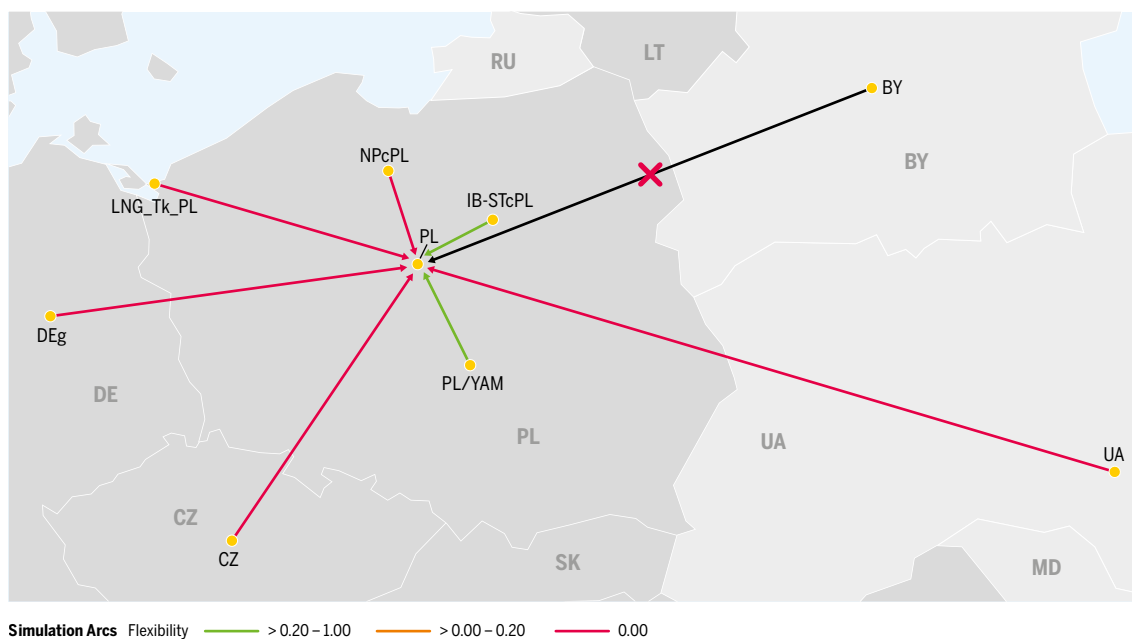 RU
LT
BY
BY
NPcPL
IB-STcPL
LNG_Tk_PL
PL
DEg
PL/YAM
DE
PL
UA
UA
CZ
CZ
SK
MD
Simulation Arcs Flexibility > 0.20 – 1.00 > 0.00 – 0.20 0.00